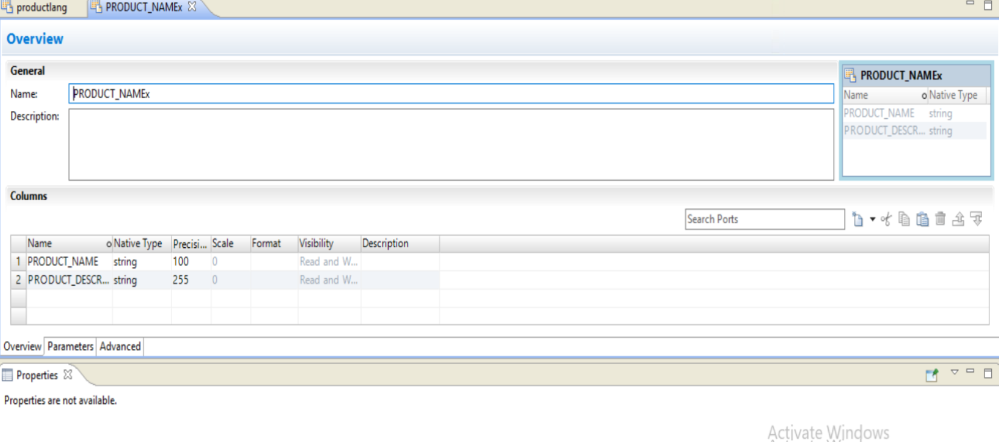 productlang
PRODUCT_NAMEx
Overview
General
Name:
PRODUCT_NAMEx
Description:
PRODUCT_NAMEx
Name o Native Type
PRODUCT_NAME string
PRODUCT_DESCR... string
Columns
Search Ports
Name o Native Type Precisi... Scale Format Visibility Description
1 PRODUCT_NAME string 100 0 Read and W...
2 PRODUCT_DESCR... string 255 0 Read and W...
Overview Parameters Advanced
Properties
Properties are not available.
Activate Windows